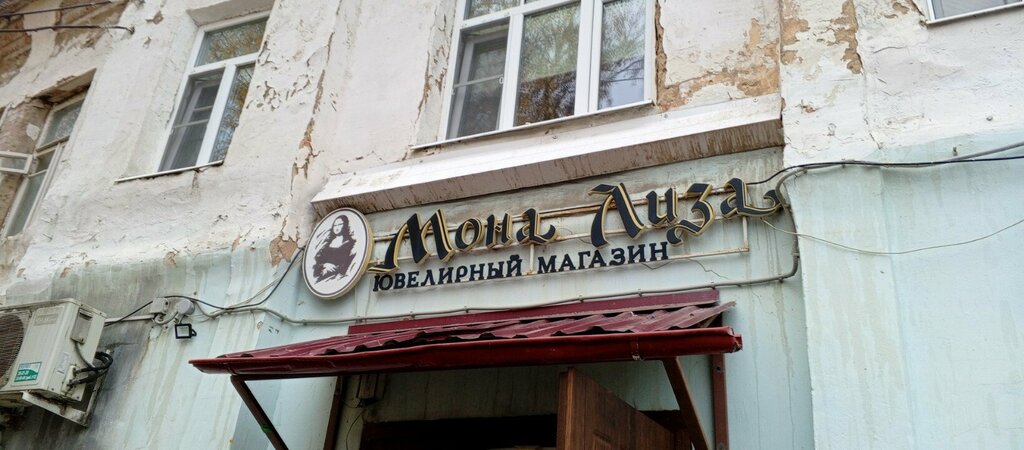 Мона Лиза
ЮВЕЛИРНЫЙ МАГАЗИН